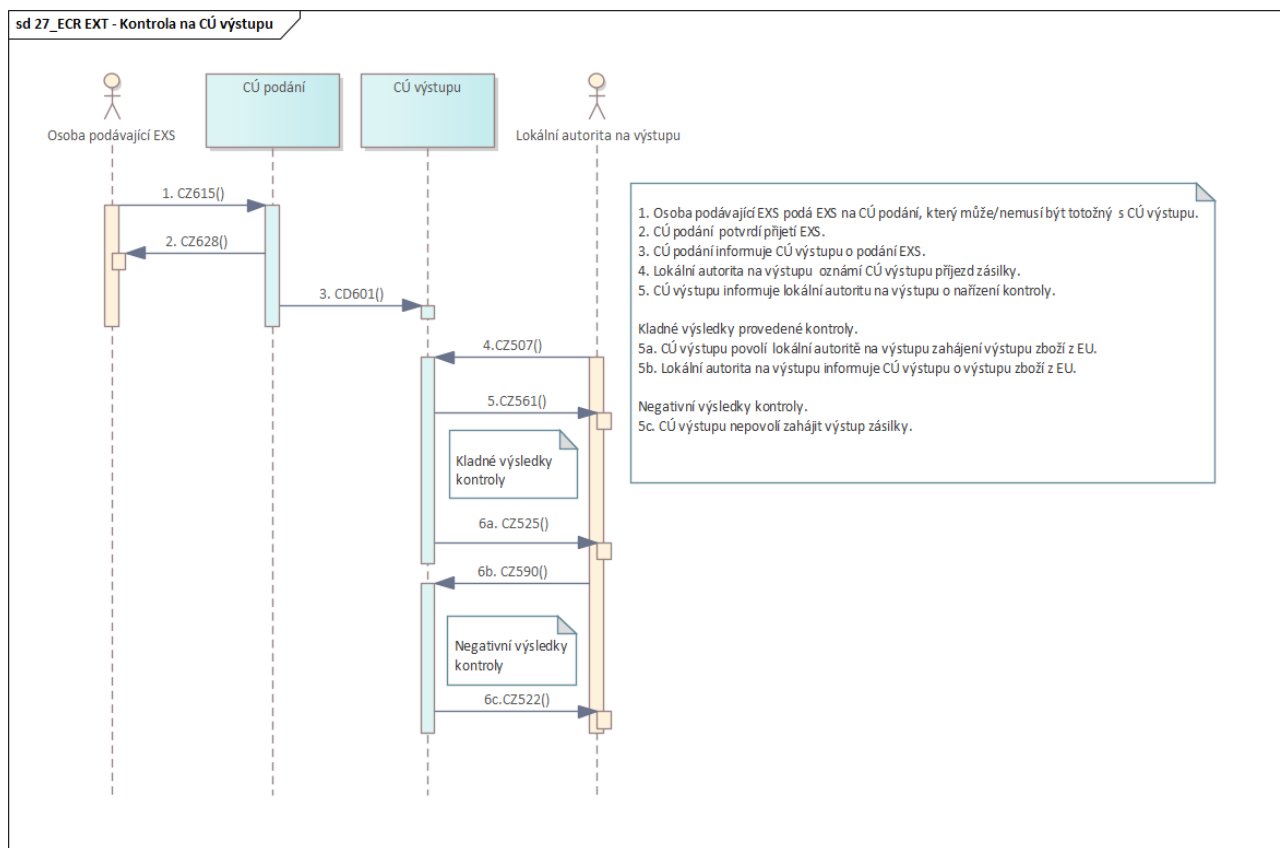 sd 27_ECR EXT - Kontrola na CÚ výstupu
Osoba podávající EXS
CÚ podání
CÚ výstupu
Lokální autorita na výstupu
1. CZ615()
2. CZ628()
3. CD601()
4.CZ507()
5.CZ561()
Kladné výsledky
kontroly
6a. CZ525()
6b. CZ590()
Negativní výsledky
kontroly
6c.CZ522()
1. Osoba podávající EXS podá EXS na CÚ podání, který může/nemusí být totožný s CÚ výstupu.
2. CÚ podání potvrdí přijetí EXS.
3. CÚ podání informuje CÚ výstupu o podání EXS.
4. Lokální autorita na výstupu oznámí CÚ výstupu příjezd zásilky.
5. CÚ výstupu informuje lokální autoritu na výstupu o nařízení kontroly.
Kladné výsledky provedené kontroly.
5a. CÚ výstupu povolí lokální autoritě na výstupu zahájení výstupu zboží z EU.
5b. Lokální autorita na výstupu informuje CÚ výstupu o výstupu zboží z EU.
Negativní výsledky kontroly.
5c. CÚ výstupu nepovolí zahájit výstup zásilky.